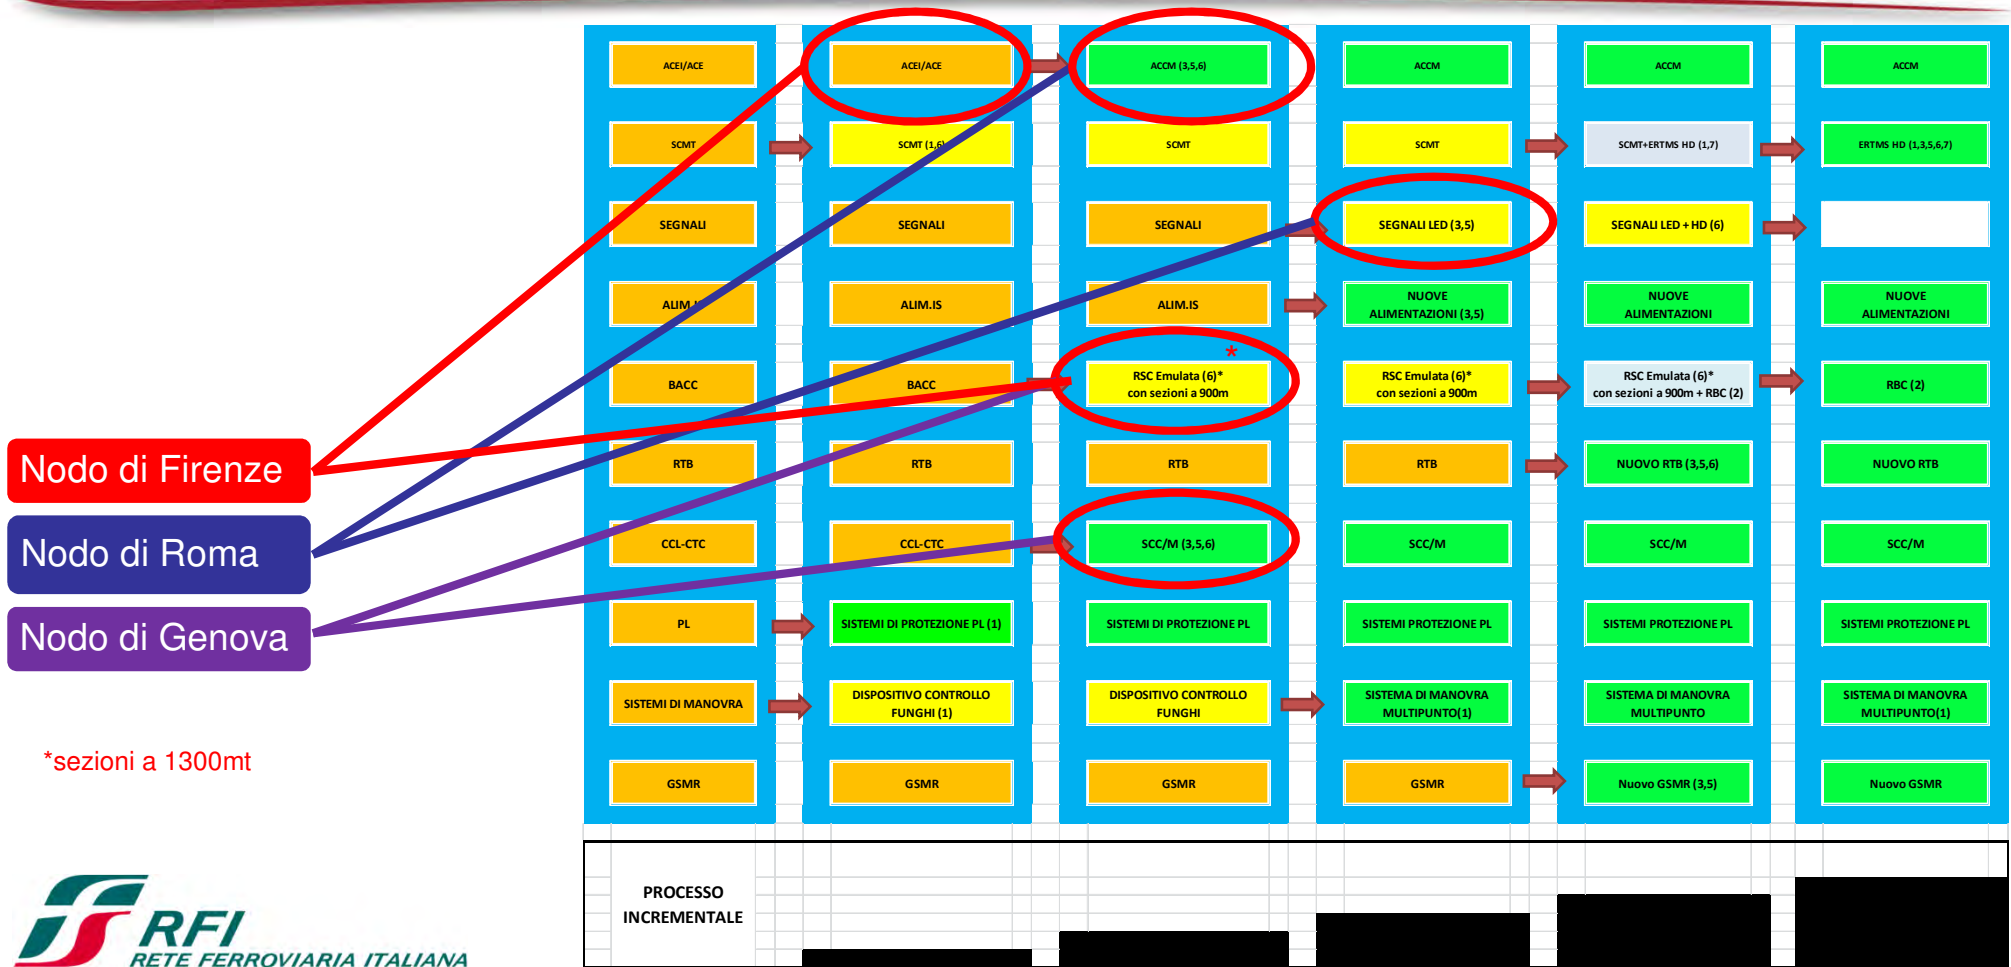 ACEI/ACE
ACEI/ACE
ACCM (3,5,6)
ACCM
ACCM
ACCM
SCMT
SCMT (1,6)
SCMT
SCMT
SCMT+ERTMS HD (1,7)
ERTMS HD (1,3,5,6,7)
SEGNALI
SEGNALI
SEGNALI
SEGNALI LED (3,5)
SEGNALI LED + HD (6)
ALIM.IS
ALIM.IS
ALIM.IS
NUOVE
ALIMENTAZIONI (3,5)
NUOVE
ALIMENTAZIONI
NUOVE
ALIMENTAZIONI
*
BACC
BACC
RSC Emulata (6)*
con sezioni a 900m
RSC Emulata (6)*
con sezioni a 900m
RSC Emulata (6)*
con sezioni a 900m + RBC (2)
RBC (2)
Nodo di Firenze
RTB
RTB
RTB
RTB
NUOVO RTB (3,5,6)
NUOVO RTB
Nodo di Roma
CCL-CTC
CCL-CTC
SCC/M (3,5,6)
SCC/M
SCC/M
SCC/M
Nodo di Genova
PL
SISTEMI DI PROTEZIONE PL (1)
SISTEMI DI PROTEZIONE PL
SISTEMI PROTEZIONE PL
SISTEMI PROTEZIONE PL
SISTEMI PROTEZIONE PL
SISTEMI DI MANOVRA
DISPOSITIVO CONTROLLO
FUNGHI (1)
DISPOSITIVO CONTROLLO
FUNGHI
SISTEMA DI MANOVRA
MULTIPUNTO(1)
SISTEMA DI MANOVRA
MULTIPUNTO
SISTEMA DI MANOVRA
MULTIPUNTO(1)
*sezioni a 1300mt
GSMR
GSMR
GSMR
GSMR
Nuovo GSMR (3,5)
Nuovo GSMR
PROCESSO
INCREMENTALE
RFI
RETE FERROVIARIA ITALIANA